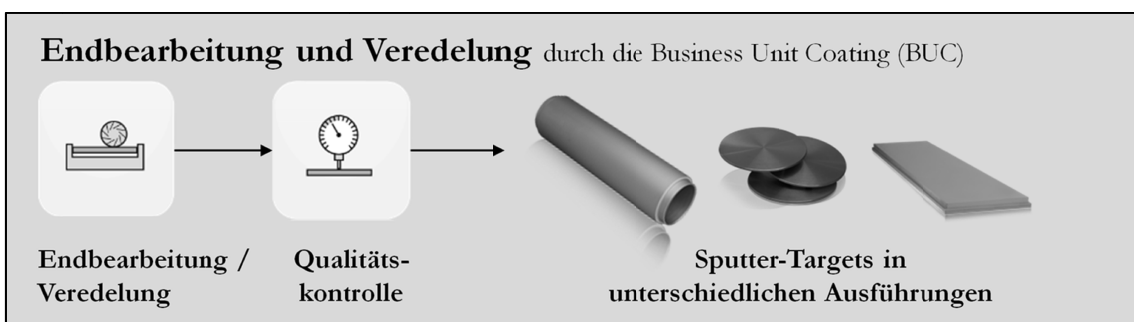 Endbearbeitung und Veredelung durch die Business Unit Coating (BUC)
Endbearbeitung /
Veredelung
Qualitäts-
kontrolle
Sputter-Targets in
unterschiedlichen Ausführungen